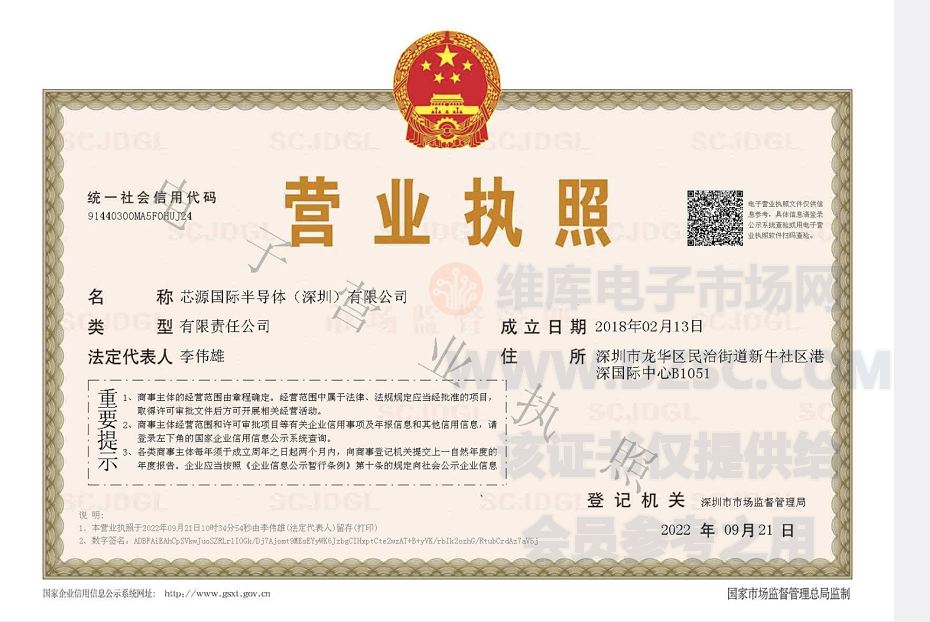 营业执照
统一社会信用代码
91440300MA5F0HUJ24
电子营业执照文件仅供信
息参考，具体信息请登录
公示系统查验或用电子营
业执照软件扫码查验。
名 称 芯源国际半导体（深圳）有限公司
类 型 有限责任公司
成立日期 2018年02月13日
法定代表人 李伟雄
住 所 深圳市龙华区民治街道新牛社区港
深国际中心B1051
重要提示
1、商事主体的经营范围由章程确定。经营范围中属于法律、法规规定应当经批准的项目，
取得许可审批文件后方可开展相关经营活动。
2、商事主体经营范围和许可审批项目等有关企业信用事项及年报信息和其他信用信息，请
登录左下角的国家企业信用信息公示系统查询。
3、各类商事主体每年须于成立周年之日起两个月内，向商事登记机关提交上一自然年度的
年度报告。企业应当按照《企业信息公示暂行条例》第十条的规定向社会公示企业信息
登记机关 深圳市市场监督管理局
2022 年 09月21 日
说明：
1、本营业执照于2022年09月21日10时34分54秒由李伟雄(法定代表人)留存(打印)
2、数字签名：
国家企业信用信息公示系统网址： http://www.gsxt.gov.cn
国家市场监督管理总局监制
电子营业执照
SCJDGL
市场监督管理
维库电子市场网
WWW.DZSC.COM
该证书仅提供给
会员参考之用